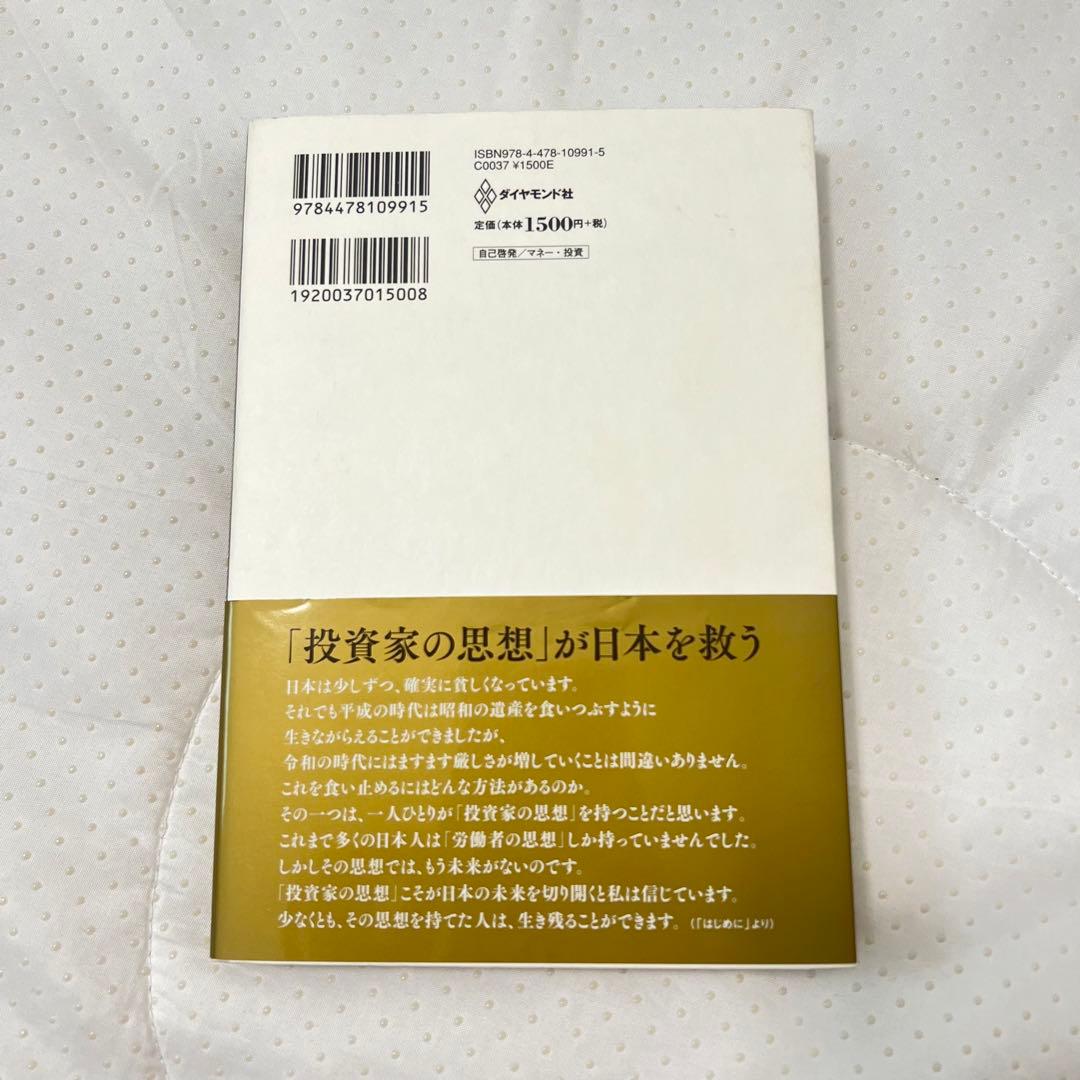 ISBN978-4-478-10991-5
C0037 ¥1500E
ダイヤモンド社
定価(本体1500円+税)
自己啓発/マネー・投資
9784478109915
1920037015008
「投資家の思想」が日本を救う
日本は少しずつ、確実に貧しくなっています。
それでも平成の時代は昭和の遺産を食いつぶすように
生きながらえることができましたが、
令和の時代にはますます厳しさが増していくことは間違いありません。
これを食い止めるにはどんな方法があるのか。
その一つは、一人ひとりが「投資家の思想」を持つことだと思います。
これまで多くの日本人は「労働者の思想」しか持っていませんでした。
しかしその思想では、もう未来がないのです。
「投資家の思想」こそが日本の未来を切り開くと私は信じています。
少なくとも、その思想を持てた人は、生き残ることができます。(「はじめに」より)